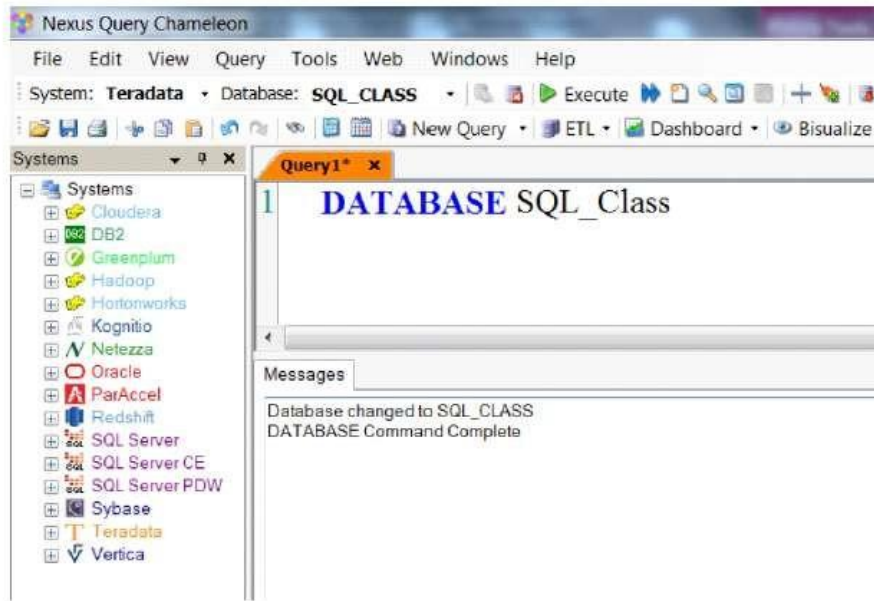 Nexus Query Chameleon
File Edit View Query Tools Web Windows Help
System: Teradata Database: SQL_CLASS Execute
New Query ETL Dashboard Bisualize
Systems
Query1*
Systems
Cloudera
DB2 DB2
Greenplum
Hadoop
Hortonworks
Kognitio
Netezza
Oracle
ParAccel
Redshift
SQL Server
SQL Server CE
SQL Server PDW
Sybase
Teradata
Vertica
1 DATABASE SQL_Class
Messages
Database changed to SQL_CLASS
DATABASE Command Complete